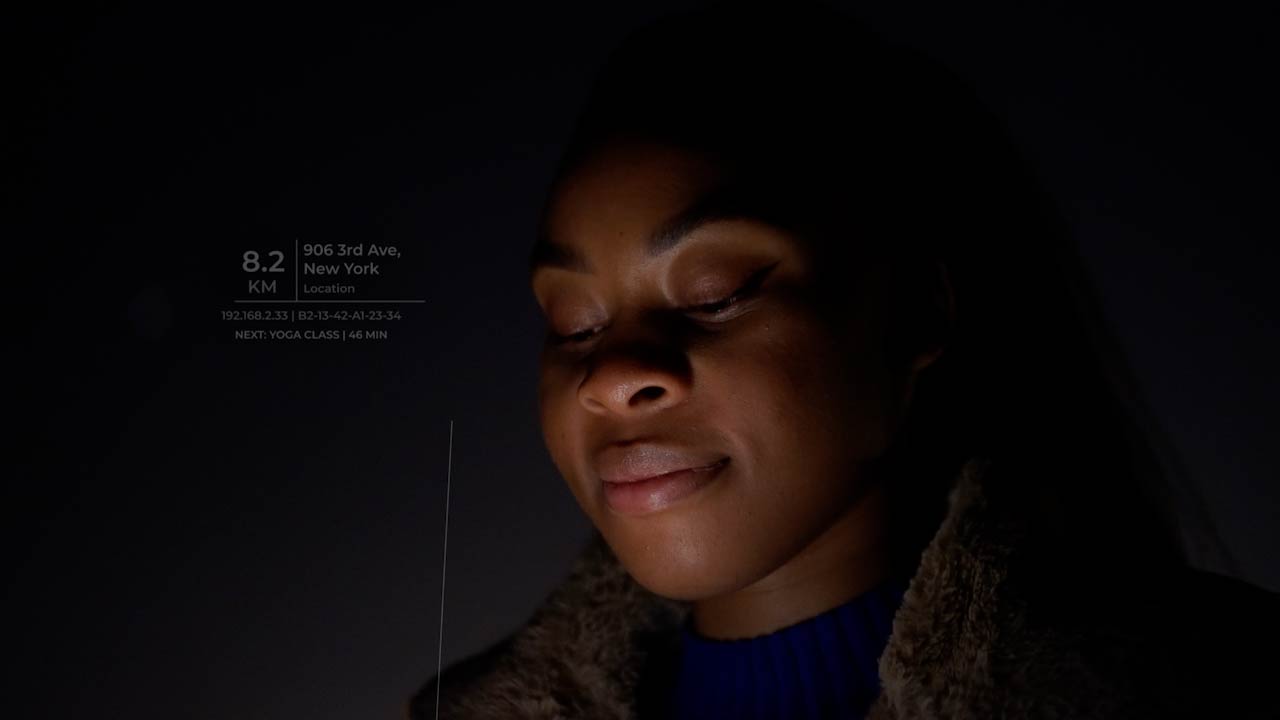 8.2
KM
906 3rd Ave,
New York
Location
192.168.2.33 | B2-13-42-A1-23-34
NEXT: YOGA CLASS | 46 MIN